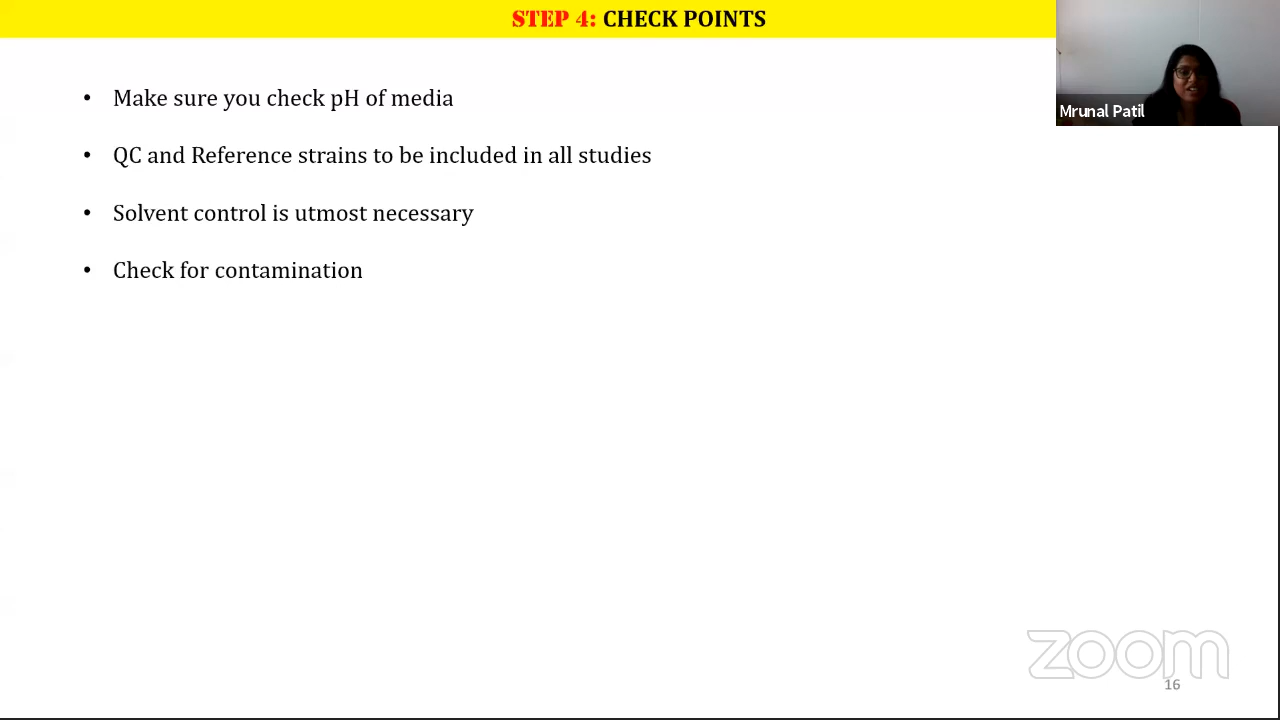 STEP 4: CHECK POINTS
Mrunal Patil
• Make sure you check pH of media
• QC and Reference strains to be included in all studies
• Solvent control is utmost necessary
• Check for contamination
zoom
16